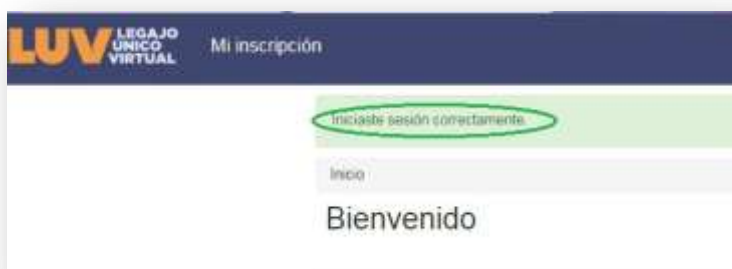 LUV LEGAJO
ÚNICO
VIRTUAL
Mi inscripción
Iniciaste sesión correctamente.
Inicio
Bienvenido